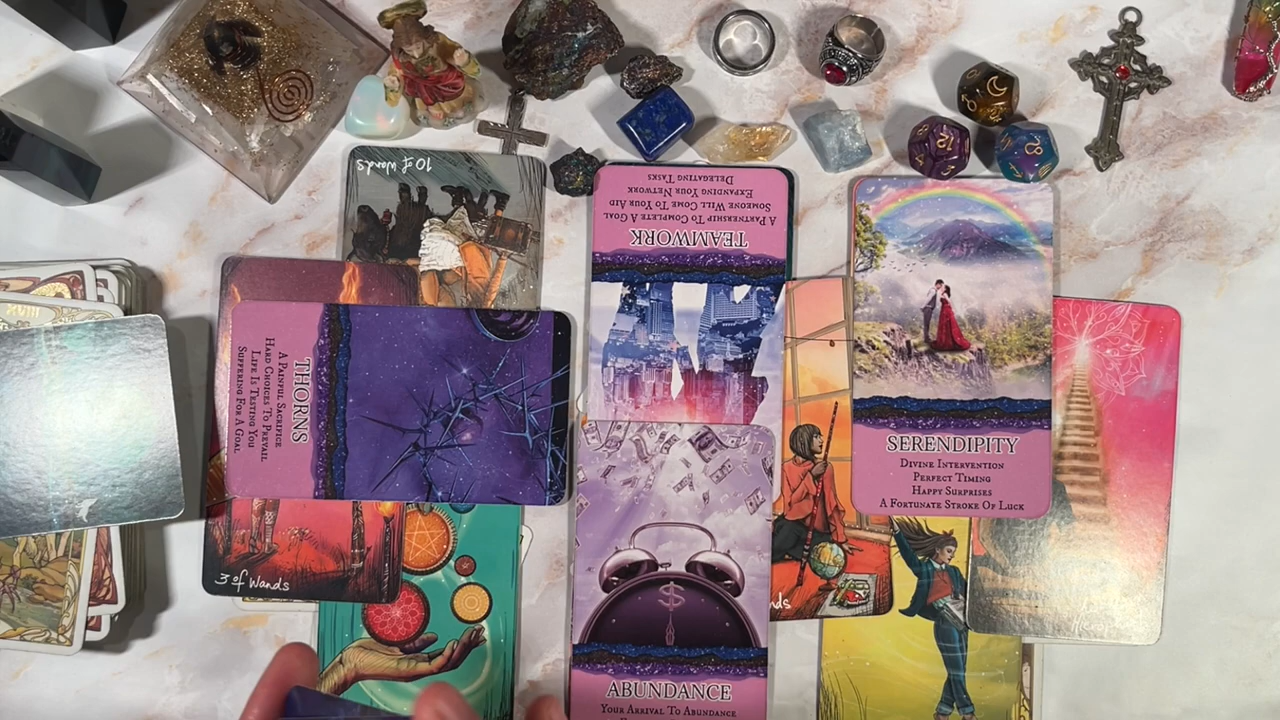 10 of Wands
DELEGATING TASKS
EXPANDING YOUR NETWORK
SOMEONE WILL COME TO YOUR AID
A PARTNERSHIP TO COMPLETE A GOAL
TEAMWORK
XVIII
THORNS
A PAINFUL SACRIFICE
HARD CHOICES TO PREVAIL
LIFE IS TESTING YOU
SUFFERING FOR A GOAL
SERENDIPITY
DIVINE INTERVENTION
PERFECT TIMING
HAPPY SURPRISES
A FORTUNATE STROKE OF LUCK
3 of Wands
nds
$
ABUNDANCE
YOUR ARRIVAL TO ABUNDANCE